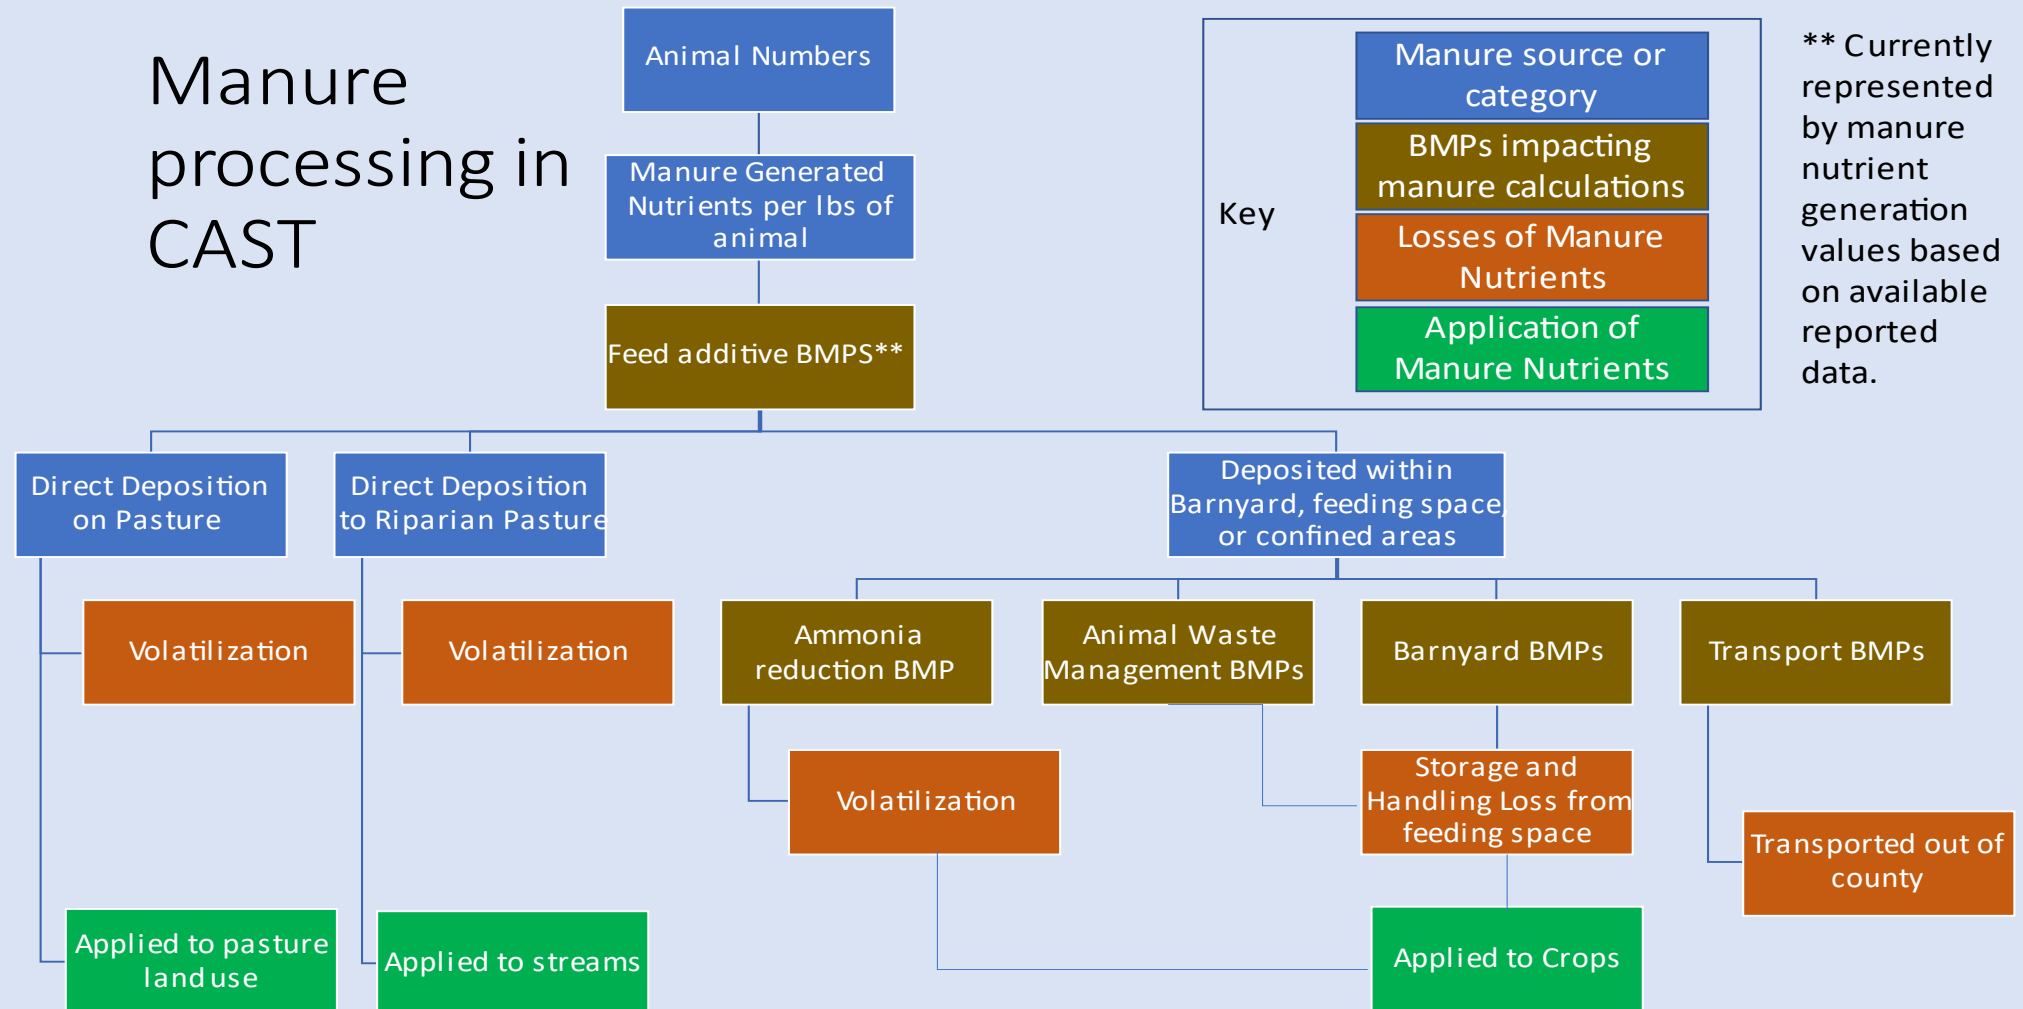 Manure
processing in
CAST
Animal Numbers
Manure Generated
Nutrients per lbs of
animal
Feed additive BMPS**
Key
Manure source or
category
BMPs impacting
manure calculations
Losses of Manure
Nutrients
Application of
Manure Nutrients
** Currently
represented
by manure
nutrient
generation
values based
on available
reported
data.
Direct Deposition
on Pasture
Direct Deposition
to Riparian Pasture
Deposited within
Barnyard, feeding space,
or confined areas
Volatilization
Volatilization
Ammonia
reduction BMP
Animal Waste
Management BMPs
Barnyard BMPs
Transport BMPs
Volatilization
Storage and
Handling Loss from
feeding space
Transported out of
county
Applied to pasture
landuse
Applied to streams
Applied to Crops